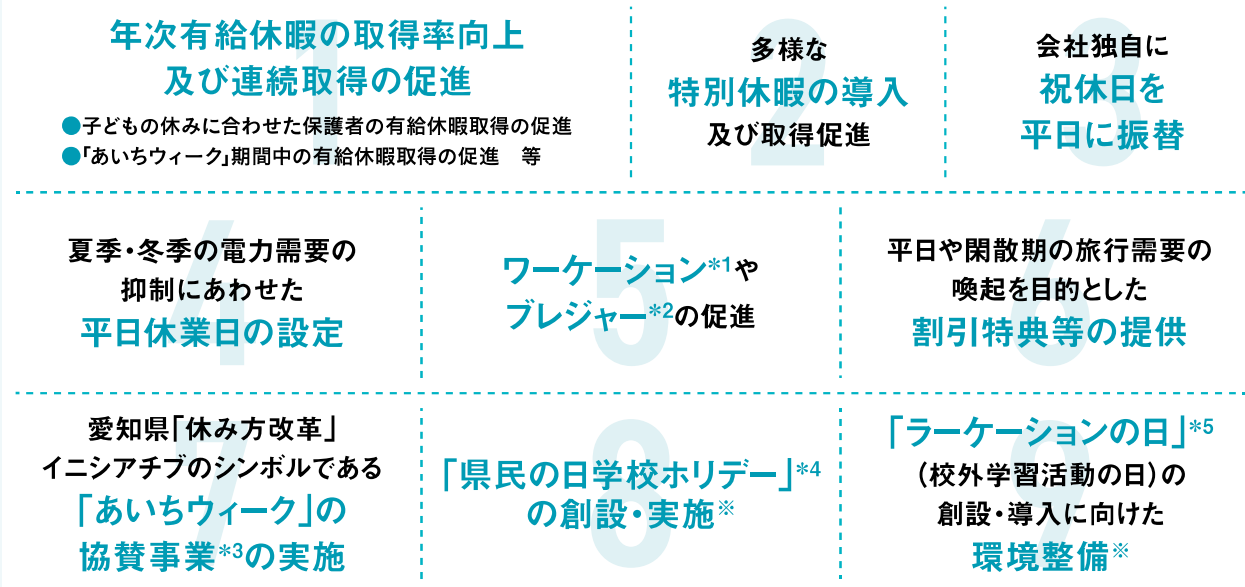 1
年次有給休暇の取得率向上
及び連続取得の促進
●子どもの休みに合わせた保護者の有給休暇取得の促進
●「あいちウィーク」期間中の有給休暇取得の促進　等
2
多様な
特別休暇の導入
及び取得促進
3
会社独自に
祝休日を
平日に振替
4
夏季・冬季の電力需要の
抑制にあわせた
平日休業日の設定
5
ワーケーション*1や
ブレジャー*2の促進
6
平日や閑散期の旅行需要の
喚起を目的とした
割引特典等の提供
7
愛知県「休み方改革」
イニシアチブのシンボルである
「あいちウィーク」の
協賛事業*3の実施
8
「県民の日学校ホリデー」*4
の創設・実施※
9
「ラーケーションの日」*5
（校外学習活動の日）の
創設・導入に向けた
環境整備※